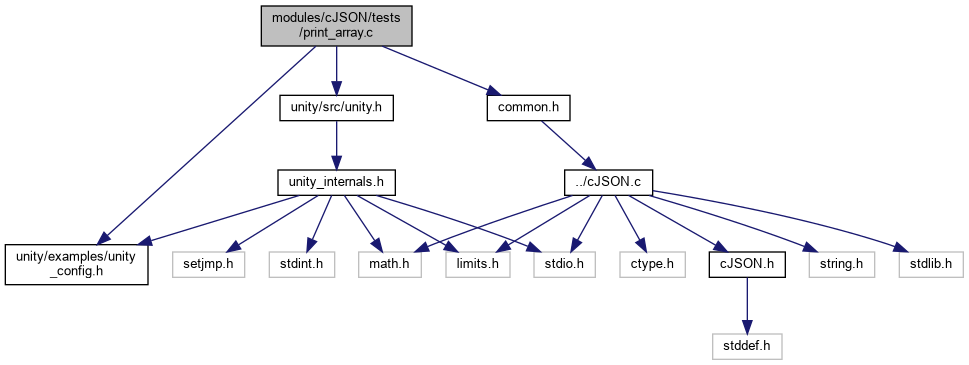 modules/cJSON/tests
/print_array.c
unity/src/unity.h
common.h
unity_internals.h
../cJSON.c
unity/examples/unity
_config.h
setjmp.h
stdint.h
math.h
limits.h
stdio.h
ctype.h
cJSON.h
string.h
stdlib.h
stddef.h